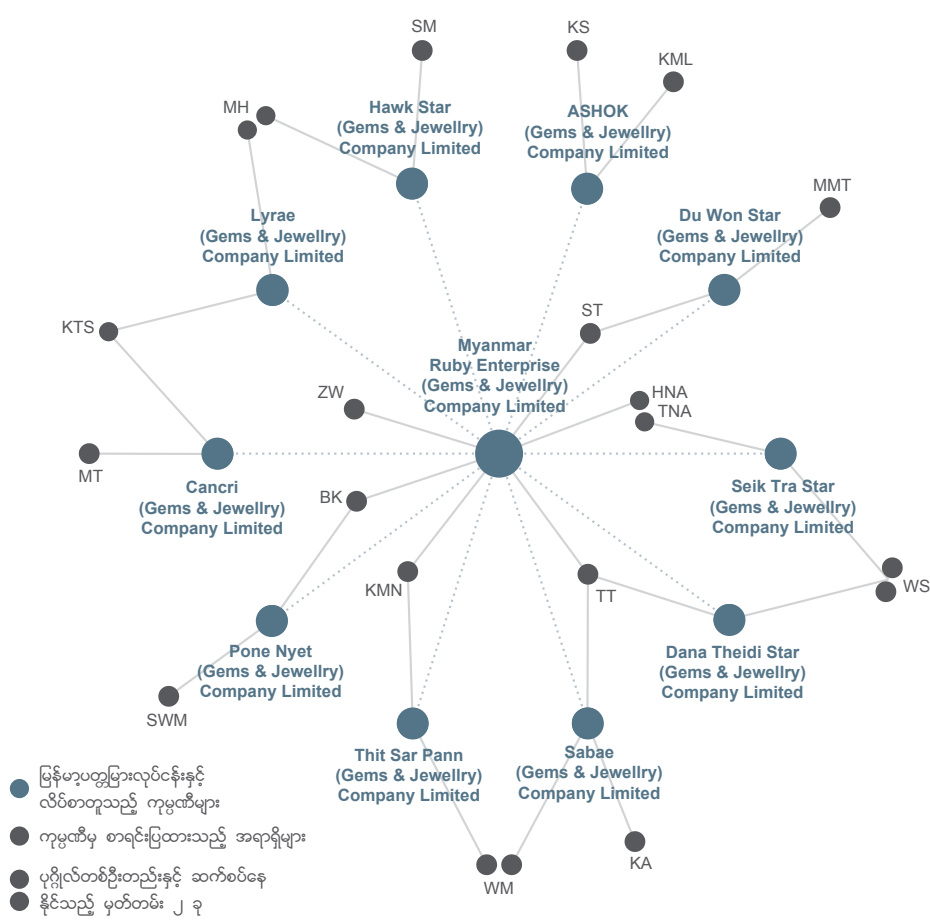 SM
KS
KML
MH
Hawk Star
(Gems & Jewellry)
Company Limited
ASHOK
(Gems & Jewellry)
Company Limited
MMT
Lyrae
(Gems & Jewellry)
Company Limited
Du Won Star
(Gems & Jewellry)
Company Limited
KTS
ST
Myanmar
Ruby Enterprise
(Gems & Jewellry)
Company Limited
ZW
HNA
TNA
MT
Cancri
(Gems & Jewellry)
Company Limited
BK
Seik Tra Star
(Gems & Jewellry)
Company Limited
KMN
TT
WS
Pone Nyet
(Gems & Jewellry)
Company Limited
Dana Theidi Star
(Gems & Jewellry)
Company Limited
SWM
Thit Sar Pann
(Gems & Jewellry)
Company Limited
Sabae
(Gems & Jewellry)
Company Limited
KA
WM
မြန်မာ့ပတ္တမြားလုပ်ငန်းနှင့်
လိပ်စာတူသည့် ကုမ္ပဏီများ
ကုမ္ပဏီမှ စာရင်းပြထားသည့် အရာရှိများ
ပုဂ္ဂိုလ်တစ်ဦးတည်းနှင့် ဆက်စပ်နေ
နိုင်သည့် မှတ်တမ်း ၂ ခု